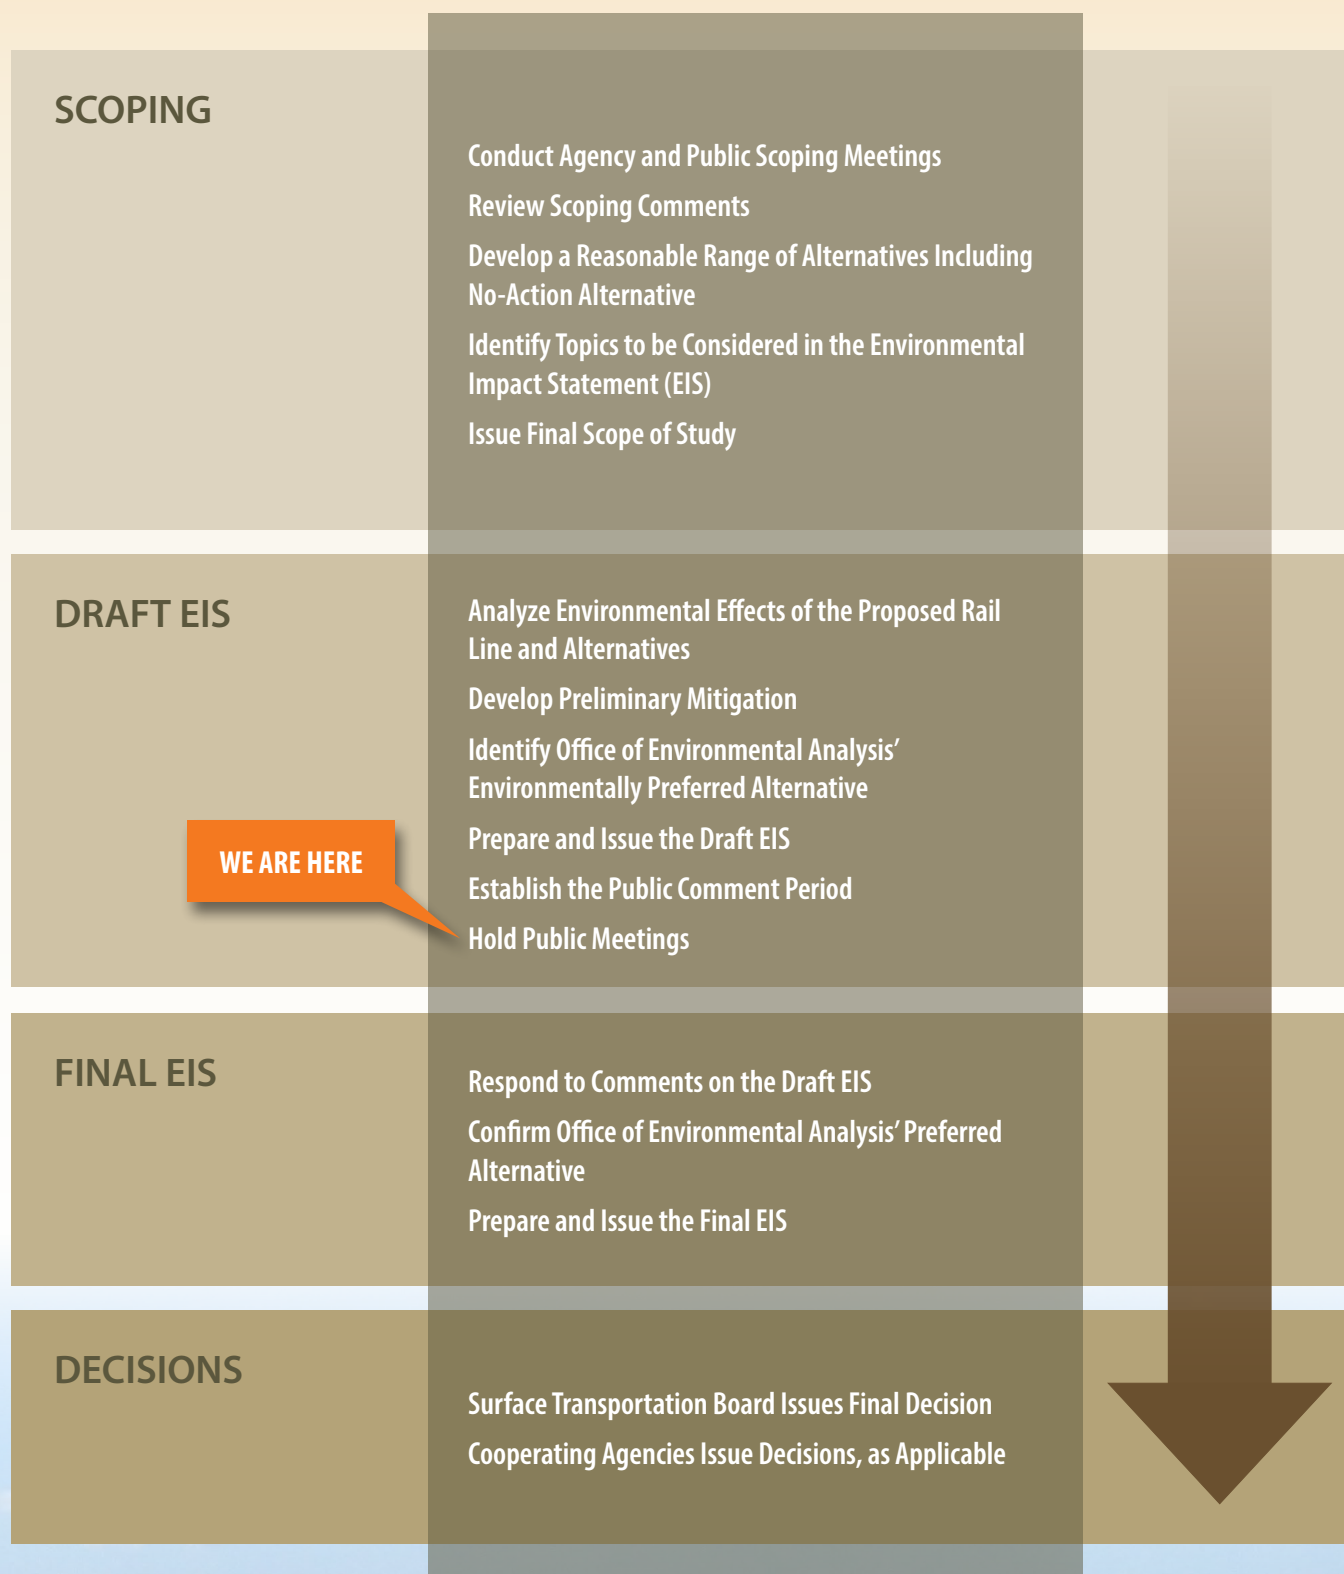 SCOPING
Conduct Agency and Public Scoping Meetings
Review Scoping Comments
Develop a Reasonable Range of Alternatives Including
No-Action Alternative
Identify Topics to be Considered in the Environmental
Impact Statement (EIS)
Issue Final Scope of Study
DRAFT EIS
Analyze Environmental Effects of the Proposed Rail
Line and Alternatives
Develop Preliminary Mitigation
Identify Office of Environmental Analysis’
Environmentally Preferred Alternative
Prepare and Issue the Draft EIS
WE ARE HERE
Establish the Public Comment Period
Hold Public Meetings
FINAL EIS
Respond to Comments on the Draft EIS
Confirm Office of Environmental Analysis’ Preferred
Alternative
Prepare and Issue the Final EIS
DECISIONS
Surface Transportation Board Issues Final Decision
Cooperating Agencies Issue Decisions, as Applicable